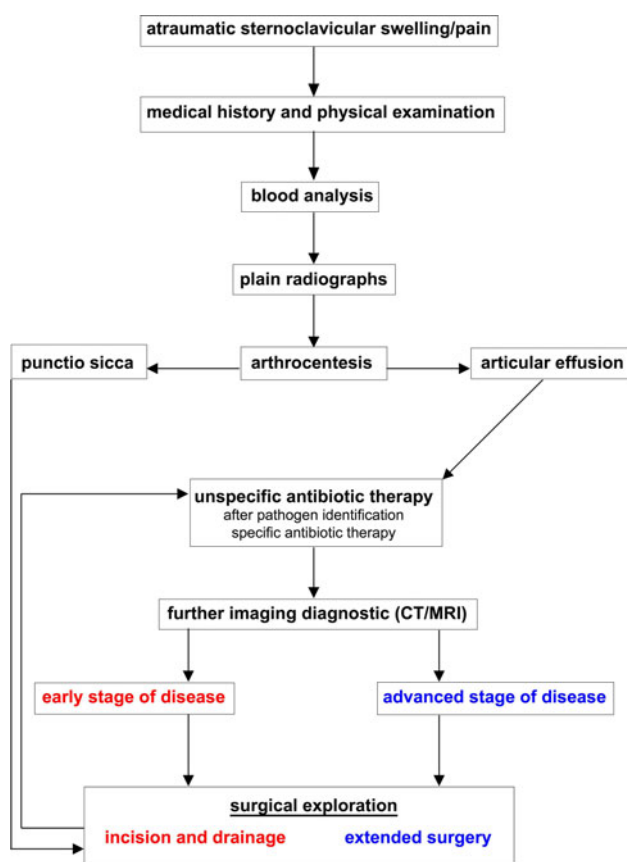 atraumatic sternoclavicular swelling/pain
medical history and physical examination
blood analysis
plain radiographs
punctio sicca
arthrocentesis
articular effusion
unspecific antibiotic therapy
after pathogen identification
specific antibiotic therapy
further imaging diagnostic (CT/MRI)
early stage of disease
advanced stage of disease
surgical exploration
incision and drainage
extended surgery